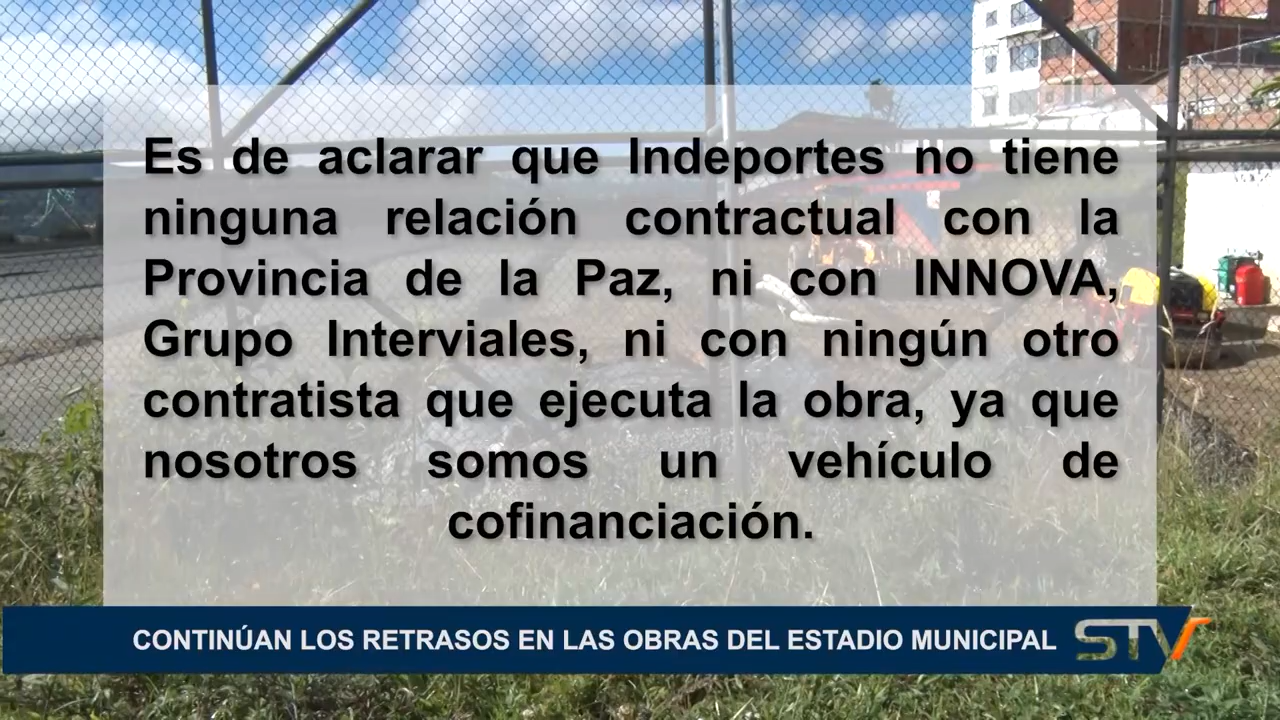 Es de aclarar que Indeportes no tiene
ninguna relación contractual con la
Provincia de la Paz, ni con INNOVA,
Grupo Interviales, ni con ningún otro
contratista que ejecuta la obra, ya que
nosotros somos un vehículo de
cofinanciación.
CONTINÚAN LOS RETRASOS EN LAS OBRAS DEL ESTADIO MUNICIPAL
STV